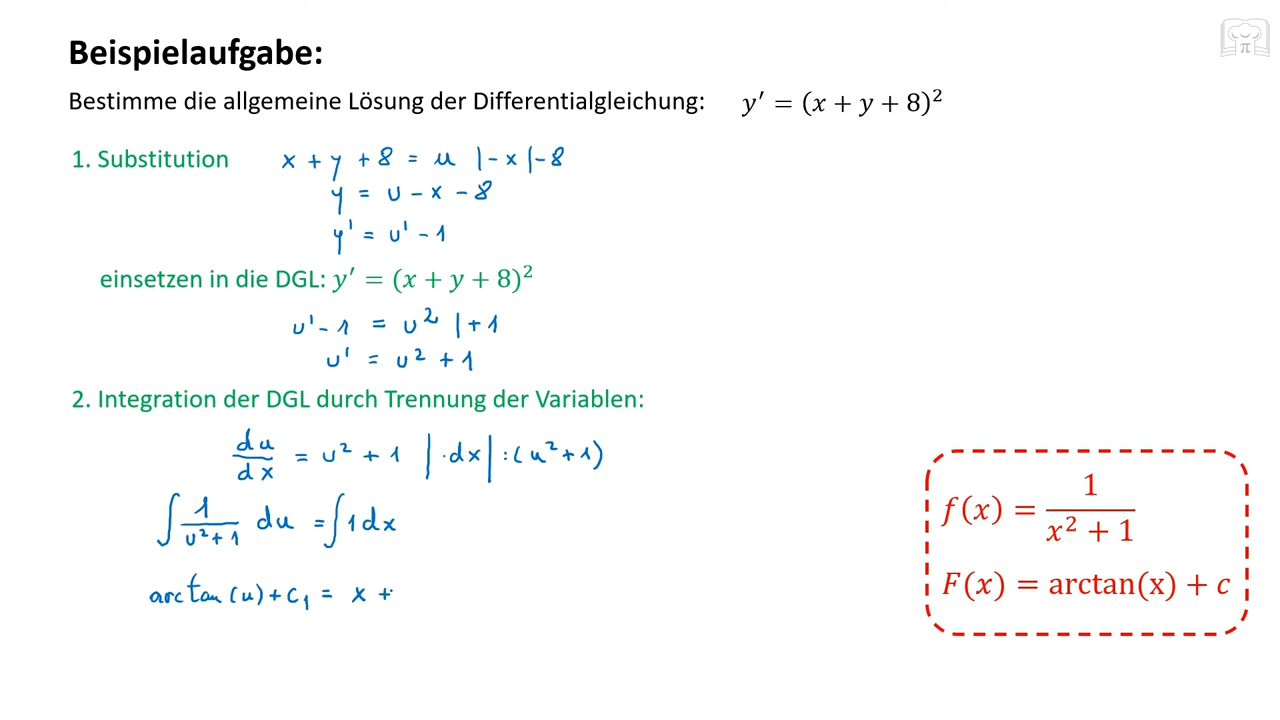 Beispielaufgabe:
Bestimme die allgemeine Lösung der Differentialgleichung: y′ = (x + y + 8)²
1. Substitution x + y + 8 = u |- x |- 8
y = u - x - 8
y' = u' - 1
einsetzen in die DGL: y′ = (x + y + 8)²
u' - 1 = u² | + 1
u' = u² + 1
2. Integration der DGL durch Trennung der Variablen:
du/dx = u² + 1 | · dx | : (u² + 1)
∫ 1/(u² + 1) du = ∫ 1 dx
arctan(u) + c₁ = x +
f(x) = 1/(x² + 1)
F(x) = arctan(x) + c
π